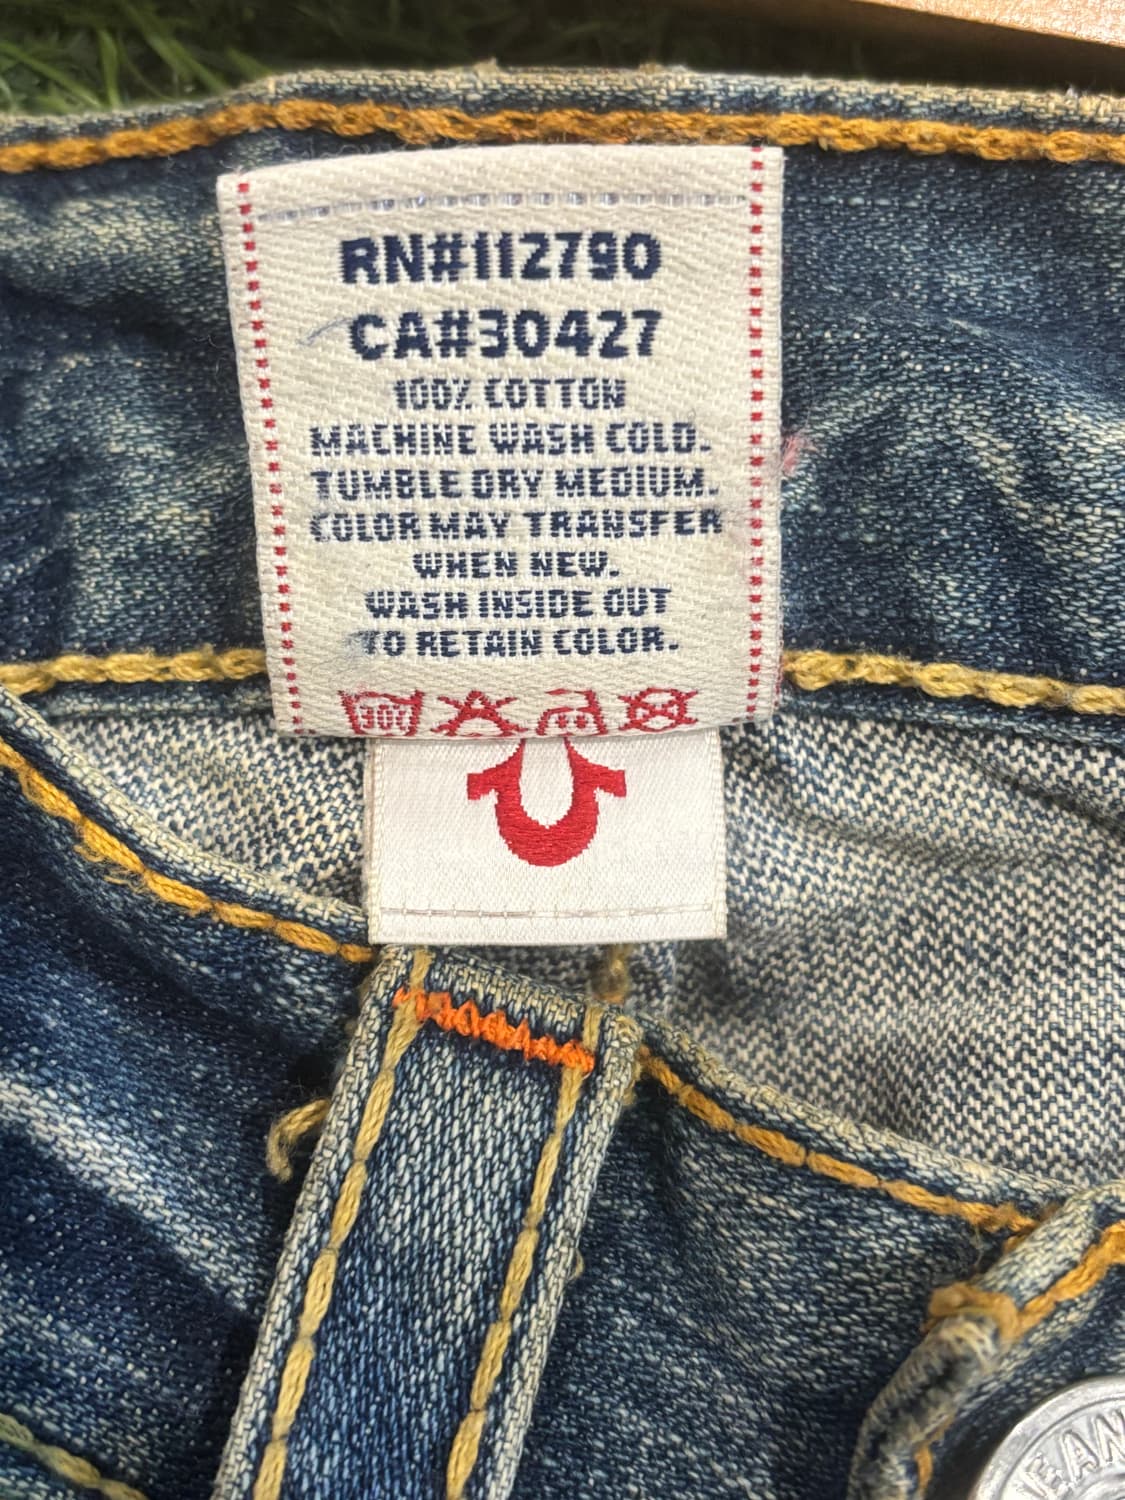 RN#112790
CA#30427
100% COTTON
MACHINE WASH COLD.
TUMBLE DRY MEDIUM.
COLOR MAY TRANSFER
WHEN NEW.
WASH INSIDE OUT
TO RETAIN COLOR.
30°
JEAN